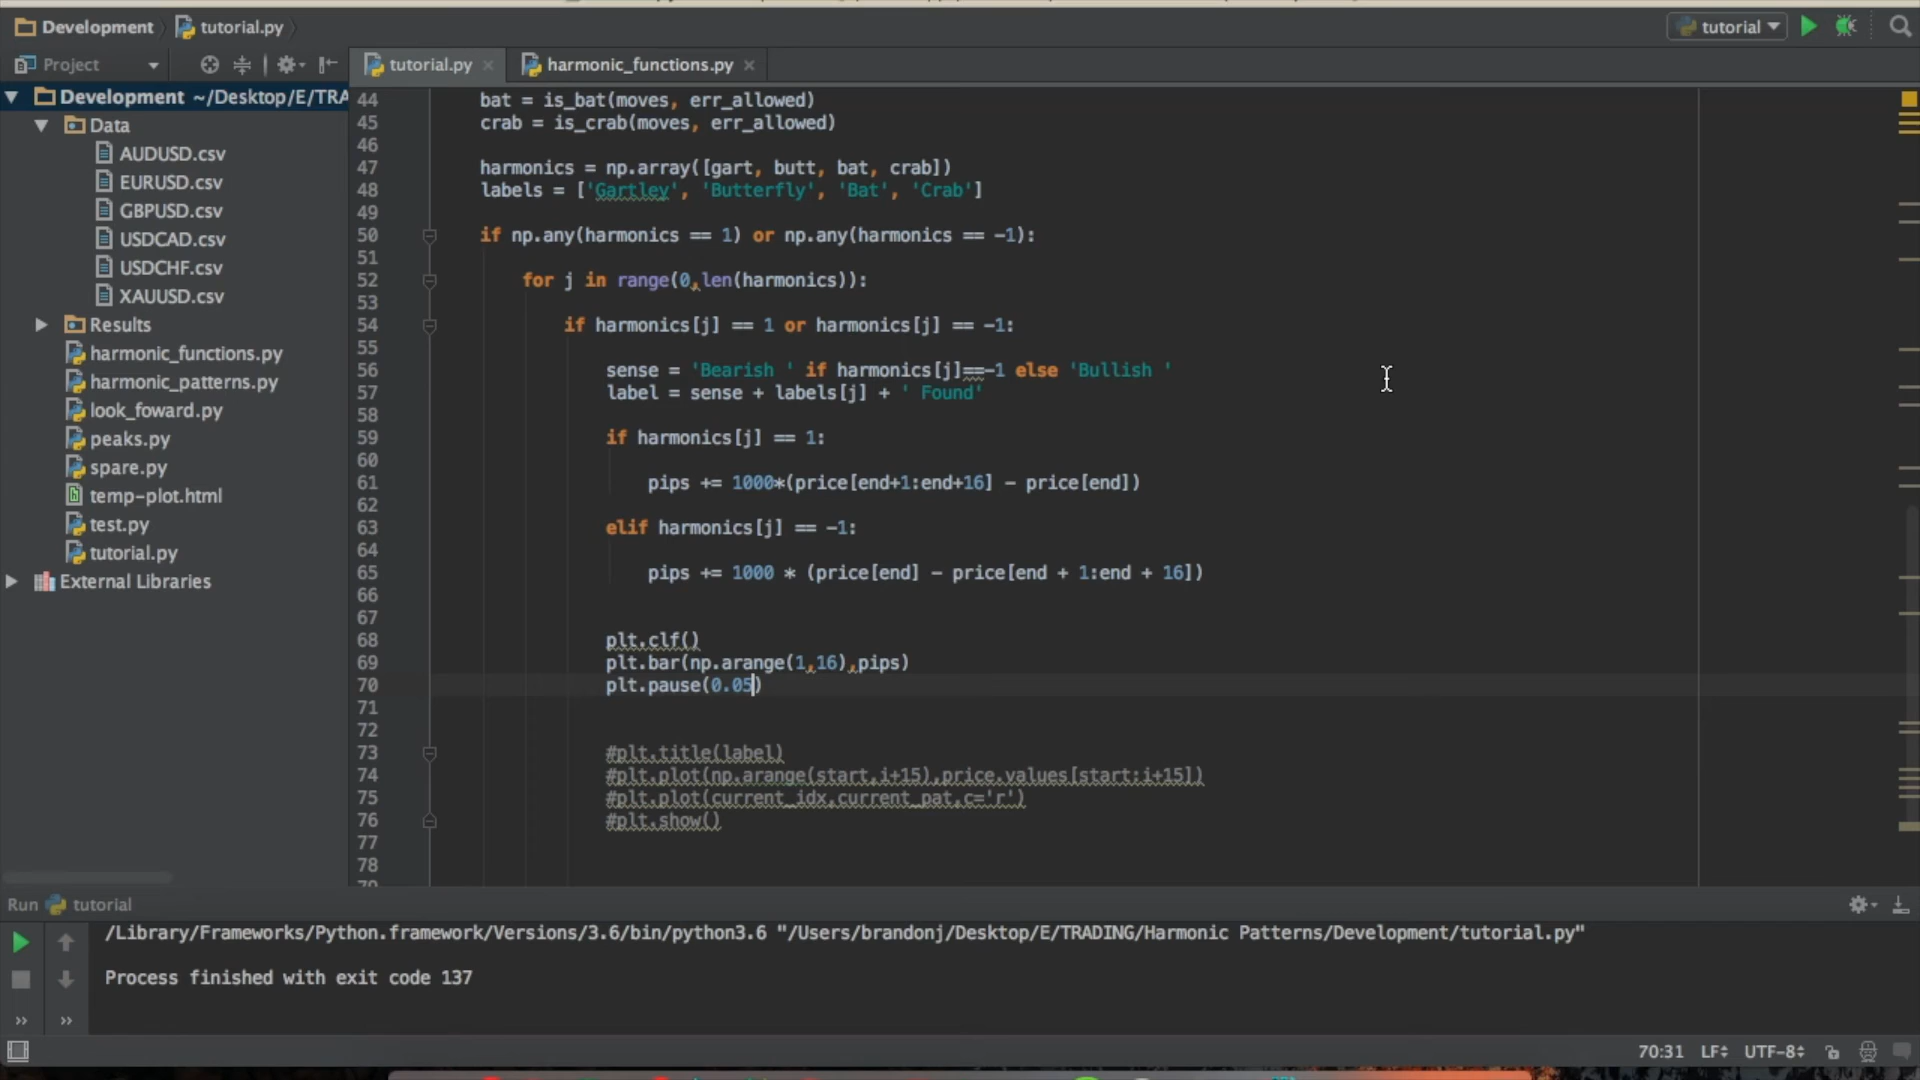 Development
tutorial.py
tutorial
Project
tutorial.py
harmonic_functions.py
Development ~/Desktop/E/TRA
Data
AUDUSD.csv
EURUSD.csv
GBPUSD.csv
USDCAD.csv
USDCHF.csv
XAUUSD.csv
Results
harmonic_functions.py
harmonic_patterns.py
look_foward.py
peaks.py
spare.py
temp-plot.html
test.py
tutorial.py
External Libraries
44 bat = is_bat(moves, err_allowed)
45 crab = is_crab(moves, err_allowed)
46
47 harmonics = np.array([gart, butt, bat, crab])
48 labels = ['Gartley', 'Butterfly', 'Bat', 'Crab']
49
50 if np.any(harmonics == 1) or np.any(harmonics == -1):
51
52 for j in range(0,len(harmonics)):
53
54 if harmonics[j] == 1 or harmonics[j] == -1:
55
56 sense = 'Bearish ' if harmonics[j]==-1 else 'Bullish '
57 label = sense + labels[j] + ' Found'
58
59 if harmonics[j] == 1:
60
61 pips += 1000*(price[end+1:end+16] - price[end])
62
63 elif harmonics[j] == -1:
64
65 pips += 1000 * (price[end] - price[end + 1:end + 16])
66
67
68 plt.clf()
69 plt.bar(np.arange(1,16),pips)
70 plt.pause(0.05)
71
72
73 #plt.title(label)
74 #plt.plot(np.arange(start,i+15),price.values[start:i+15])
75 #plt.plot(current_idx,current_pat,c='r')
76 #plt.show()
77
78
Run tutorial
/Library/Frameworks/Python.framework/Versions/3.6/bin/python3.6 "/Users/brandonj/Desktop/E/TRADING/Harmonic Patterns/Development/tutorial.py"
Process finished with exit code 137
70:31 LF UTF-8